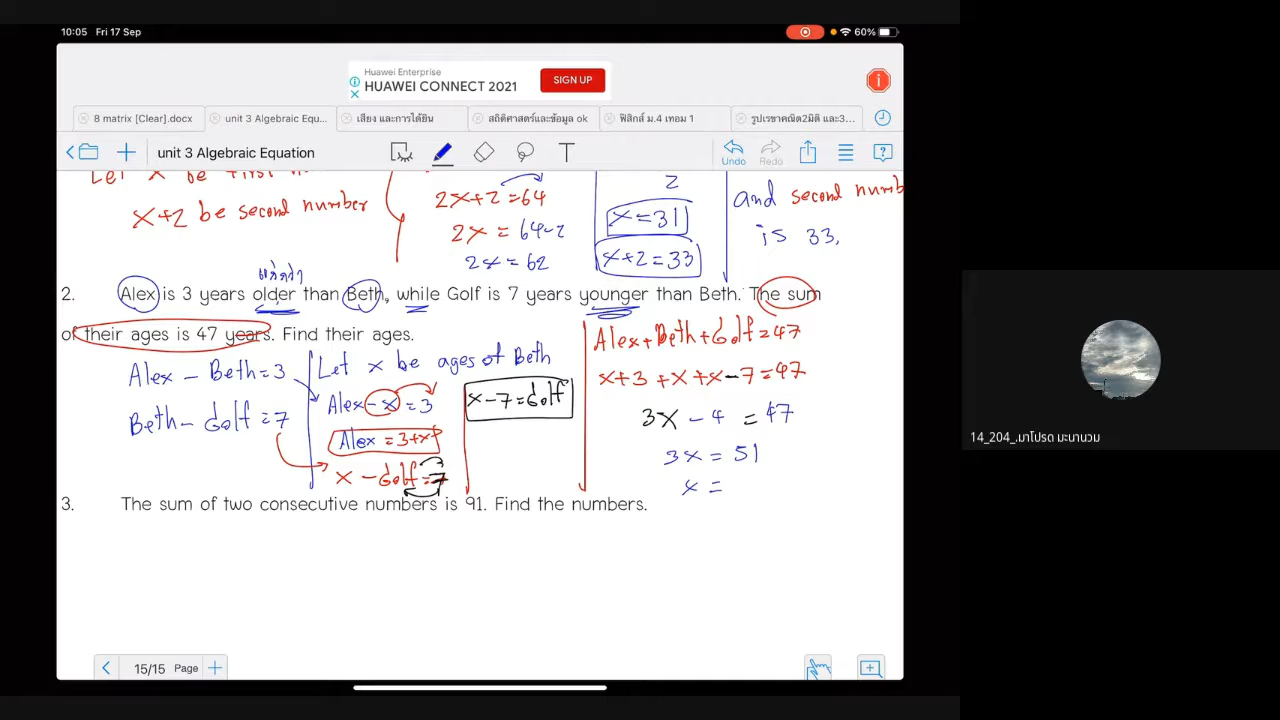 10:05 Fri 17 Sep
60%
Huawei Enterprise
HUAWEI CONNECT 2021
SIGN UP
8 matrix [Clear].docx
unit 3 Algebraic Equ...
เสียง และการได้ยิน
สถิติศาสตร์และข้อมูล ok
ฟิสิกส์ ม.4 เทอม 1
รูปเรขาคณิต2มิติ และ3...
unit 3 Algebraic Equation
Undo
Redo
Let x be first
x+2 be second number
2x+2=64
2x = 64-2
2x = 62
2
x = 31
x+2 = 33
and second numb
is 33.
แก่กว่า
2. Alex is 3 years older than Beth, while Golf is 7 years younger than Beth. The sum
of their ages is 47 years. Find their ages.
Alex - Beth = 3
Beth - Golf = 7
Let x be ages of Beth
Alex - x = 3
Alex = 3+x
x - Golf = 7
x-7 = Golf
Alex+Beth+Golf = 47
x+3 +x+x-7 = 47
3x - 4 = 47
3x = 51
x =
3. The sum of two consecutive numbers is 91. Find the numbers.
15/15 Page
14_204_.มาโปรด มะนานวม